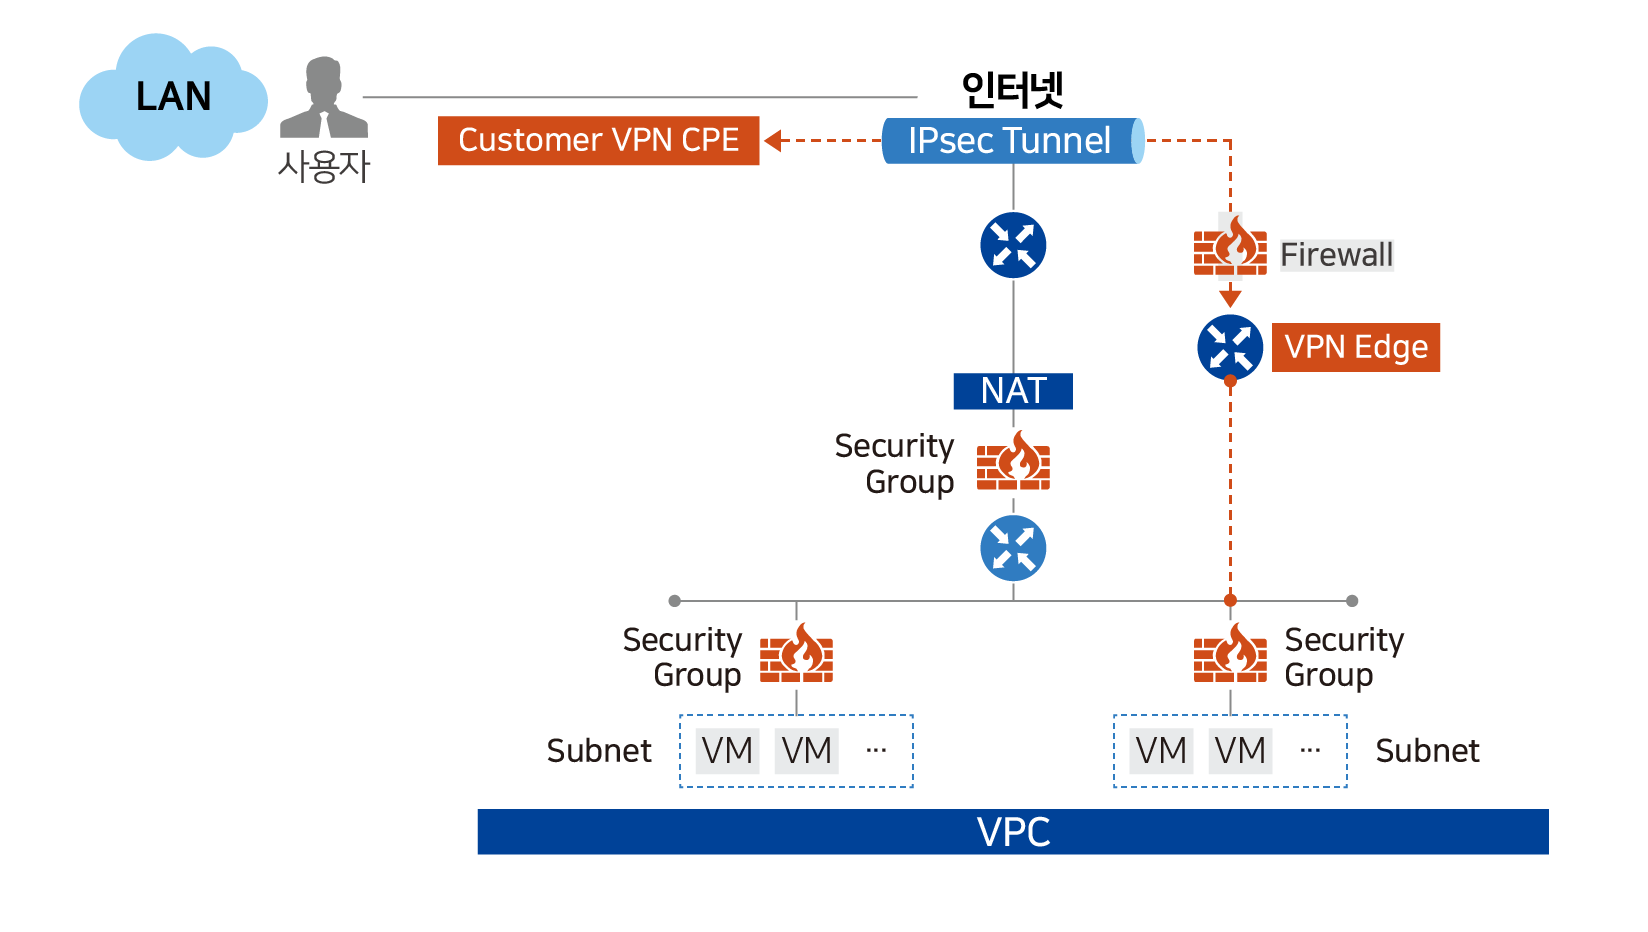 LAN
사용자
인터넷
Customer VPN CPE
IPsec Tunnel
Firewall
VPN Edge
NAT
Security
Group
Security
Group
Security
Group
Subnet
VM
VM
...
VM
VM
...
Subnet
VPC